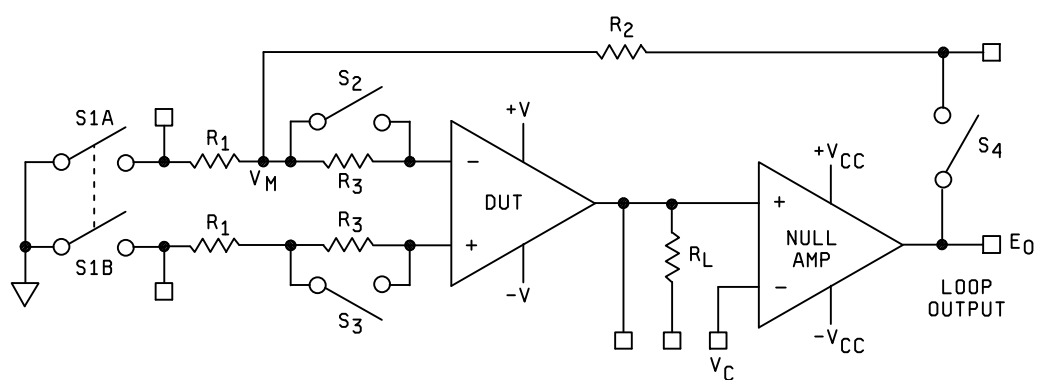 R2
S2
S1A
+V
R1
S4
+VCC
VM
R3
−
DUT
+
R1
R3
NULL
AMP
+
RL
EO
S1B
−V
−
LOOP
OUTPUT
S3
−VCC
VC